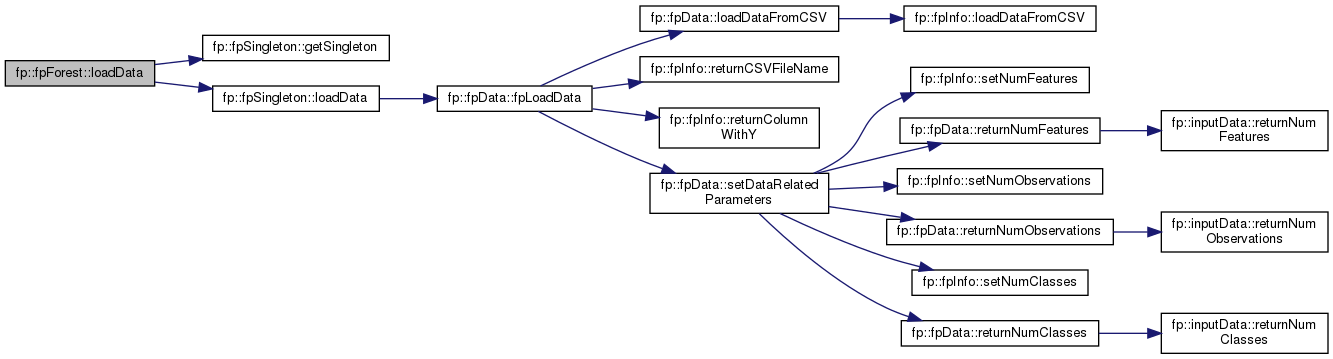 fp::fpForest::loadData
fp::fpSingleton::getSingleton
fp::fpSingleton::loadData
fp::fpData::fpLoadData
fp::fpData::loadDataFromCSV
fp::fpInfo::loadDataFromCSV
fp::fpInfo::returnCSVFileName
fp::fpInfo::returnColumn
WithY
fp::fpData::setDataRelated
Parameters
fp::fpInfo::setNumFeatures
fp::fpData::returnNumFeatures
fp::inputData::returnNum
Features
fp::fpInfo::setNumObservations
fp::fpData::returnNumObservations
fp::inputData::returnNum
Observations
fp::fpInfo::setNumClasses
fp::fpData::returnNumClasses
fp::inputData::returnNum
Classes